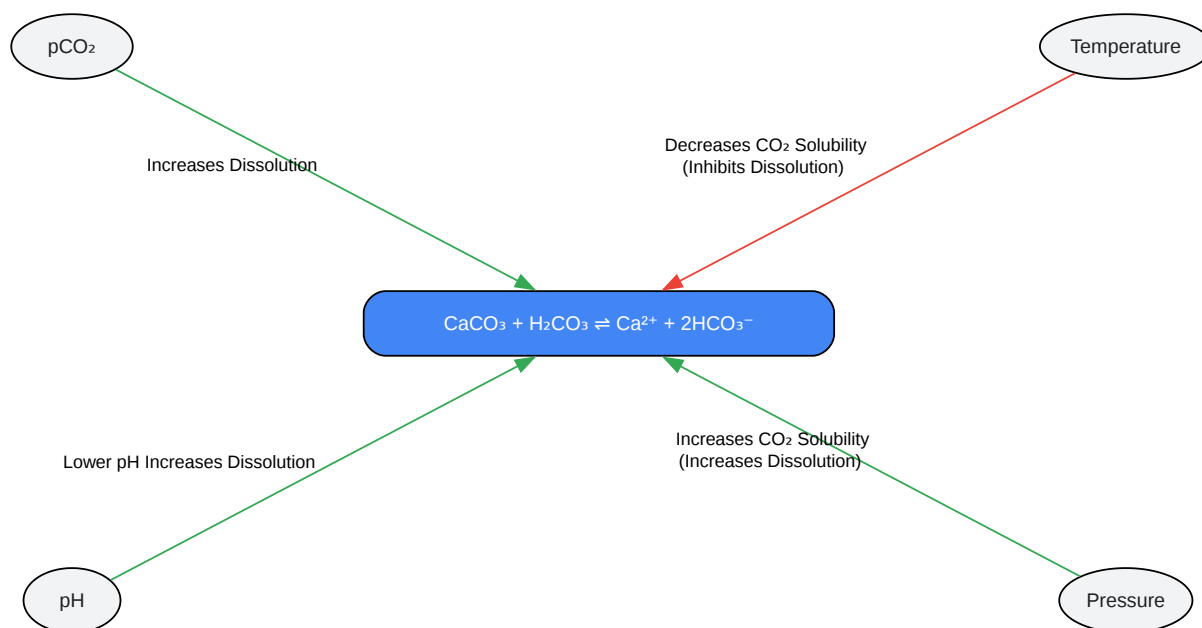 pCO₂
Temperature
Increases Dissolution
Decreases CO₂ Solubility
(Inhibits Dissolution)
CaCO₃ + H₂CO₃ ⇌ Ca²⁺ + 2HCO₃⁻
Lower pH Increases Dissolution
Increases CO₂ Solubility
(Increases Dissolution)
pH
Pressure